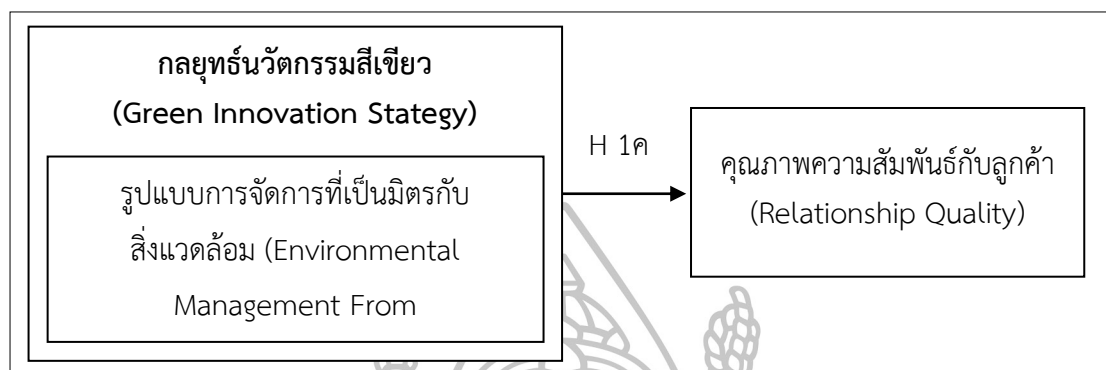 กลยุทธ์นวัตกรรมสีเขียว
(Green Innovation Stategy)
รูปแบบการจัดการที่เป็นมิตรกับ
สิ่งแวดล้อม (Environmental
Management From
H 1ค
คุณภาพความสัมพันธ์กับลูกค้า
(Relationship Quality)